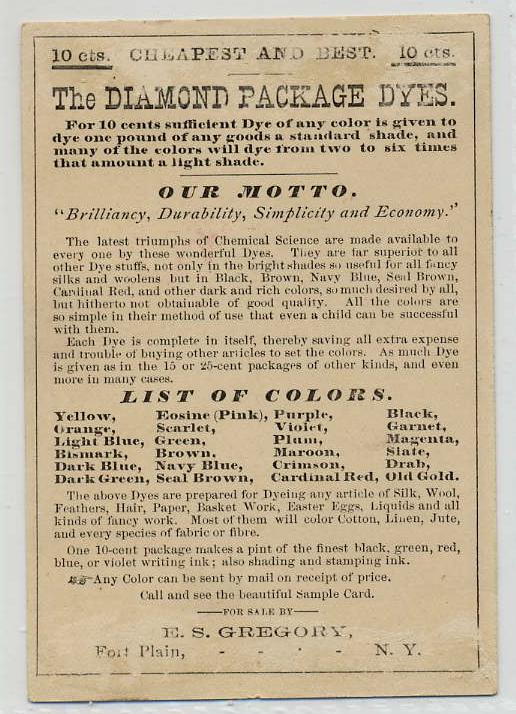 10 cts. CHEAPEST AND BEST. 10 cts.
The DIAMOND PACKAGE DYES.
For 10 cents sufficient Dye of any color is given to
dye one pound of any goods a standard shade, and
many of the colors will dye from two to six times
that amount a light shade.
OUR MOTTO.
"Brilliancy, Durability, Simplicity and Economy."
The latest triumphs of Chemical Science are made available to
every one by these wonderful Dyes. They are far superior to all
other Dye stuffs, not only in the bright shades so useful for all fancy
silks and woolens but in Black, Brown, Navy Blue, Seal Brown,
Cardinal Red, and other dark and rich colors, so much desired by all,
but hitherto not obtainable of good quality. All the colors are
so simple in their method of use that even a child can be successful
with them.
Each Dye is complete in itself, thereby saving all extra expense
and trouble of buying other articles to set the colors. As much Dye
is given as in the 15 or 25-cent packages of other kinds, and even
more in many cases.
LIST OF COLORS.
Yellow, Eosine (Pink), Purple, Black,
Orange, Scarlet, Violet, Garnet,
Light Blue, Green, Plum, Magenta,
Bismark, Brown. Maroon, Slate,
Dark Blue, Navy Blue, Crimson, Drab,
Dark Green, Seal Brown, Cardinal Red, Old Gold.
The above Dyes are prepared for Dyeing any article of Silk, Wool,
Feathers, Hair, Paper, Basket Work, Easter Eggs, Liquids and all
kinds of fancy work. Most of them will color Cotton, Linen, Jute,
and every species of fabric or fibre.
One 10-cent package makes a pint of the finest black, green, red,
blue, or violet writing ink; also shading and stamping ink.
☞Any Color can be sent by mail on receipt of price.
Call and see the beautiful Sample Card.
——FOR SALE BY——
E. S. GREGORY,
Fort Plain, - - - - N. Y.